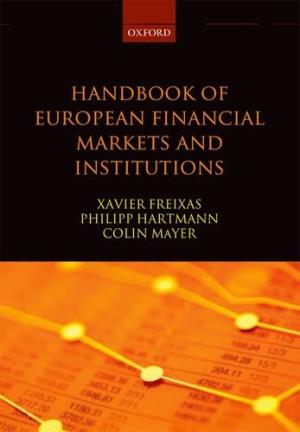 OXFORD
HANDBOOK OF
EUROPEAN FINANCIAL
MARKETS AND
INSTITUTIONS
XAVIER FREIXAS
PHILIPP HARTMANN
COLIN MAYER